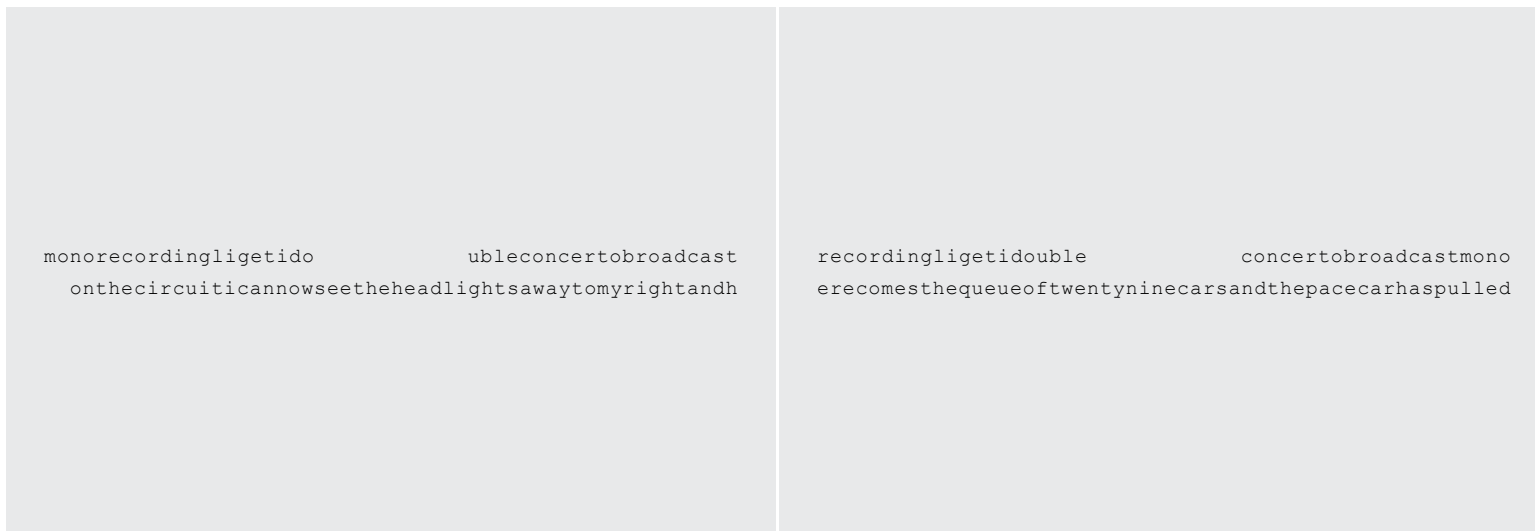 monorecordingligetido ubleconcertobroadcast
onthecircuiticannowseetheheadlightsawaytomyrightandh
recordingligetidouble concertobroadcastmono
erecomesthequeueoftwentyninecarsandthepacecarhaspulled